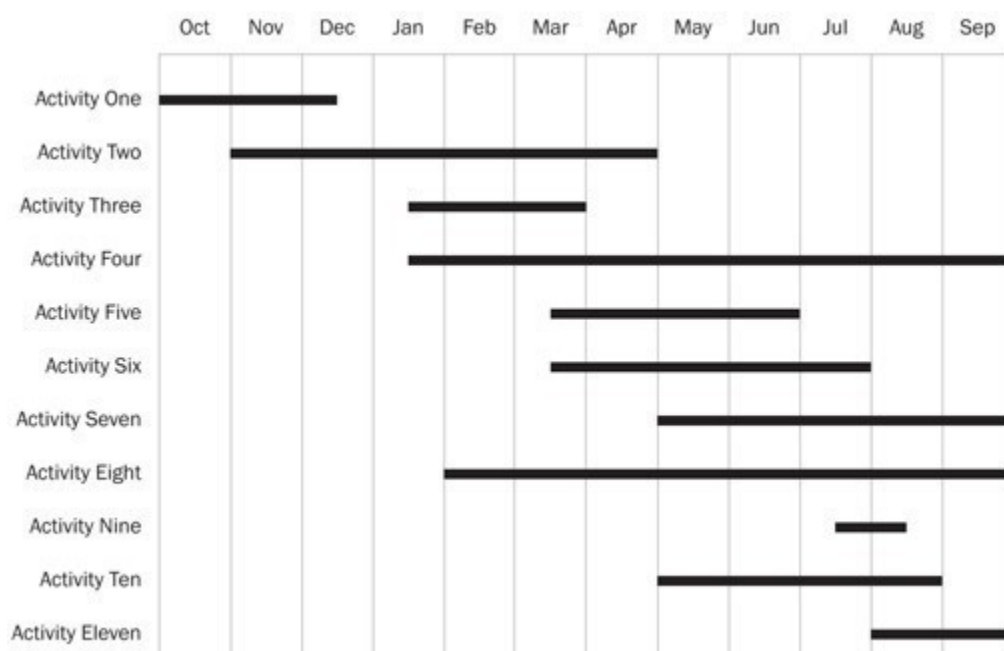 Oct Nov Dec Jan Feb Mar Apr May Jun Jul Aug Sep
Activity One
Activity Two
Activity Three
Activity Four
Activity Five
Activity Six
Activity Seven
Activity Eight
Activity Nine
Activity Ten
Activity Eleven